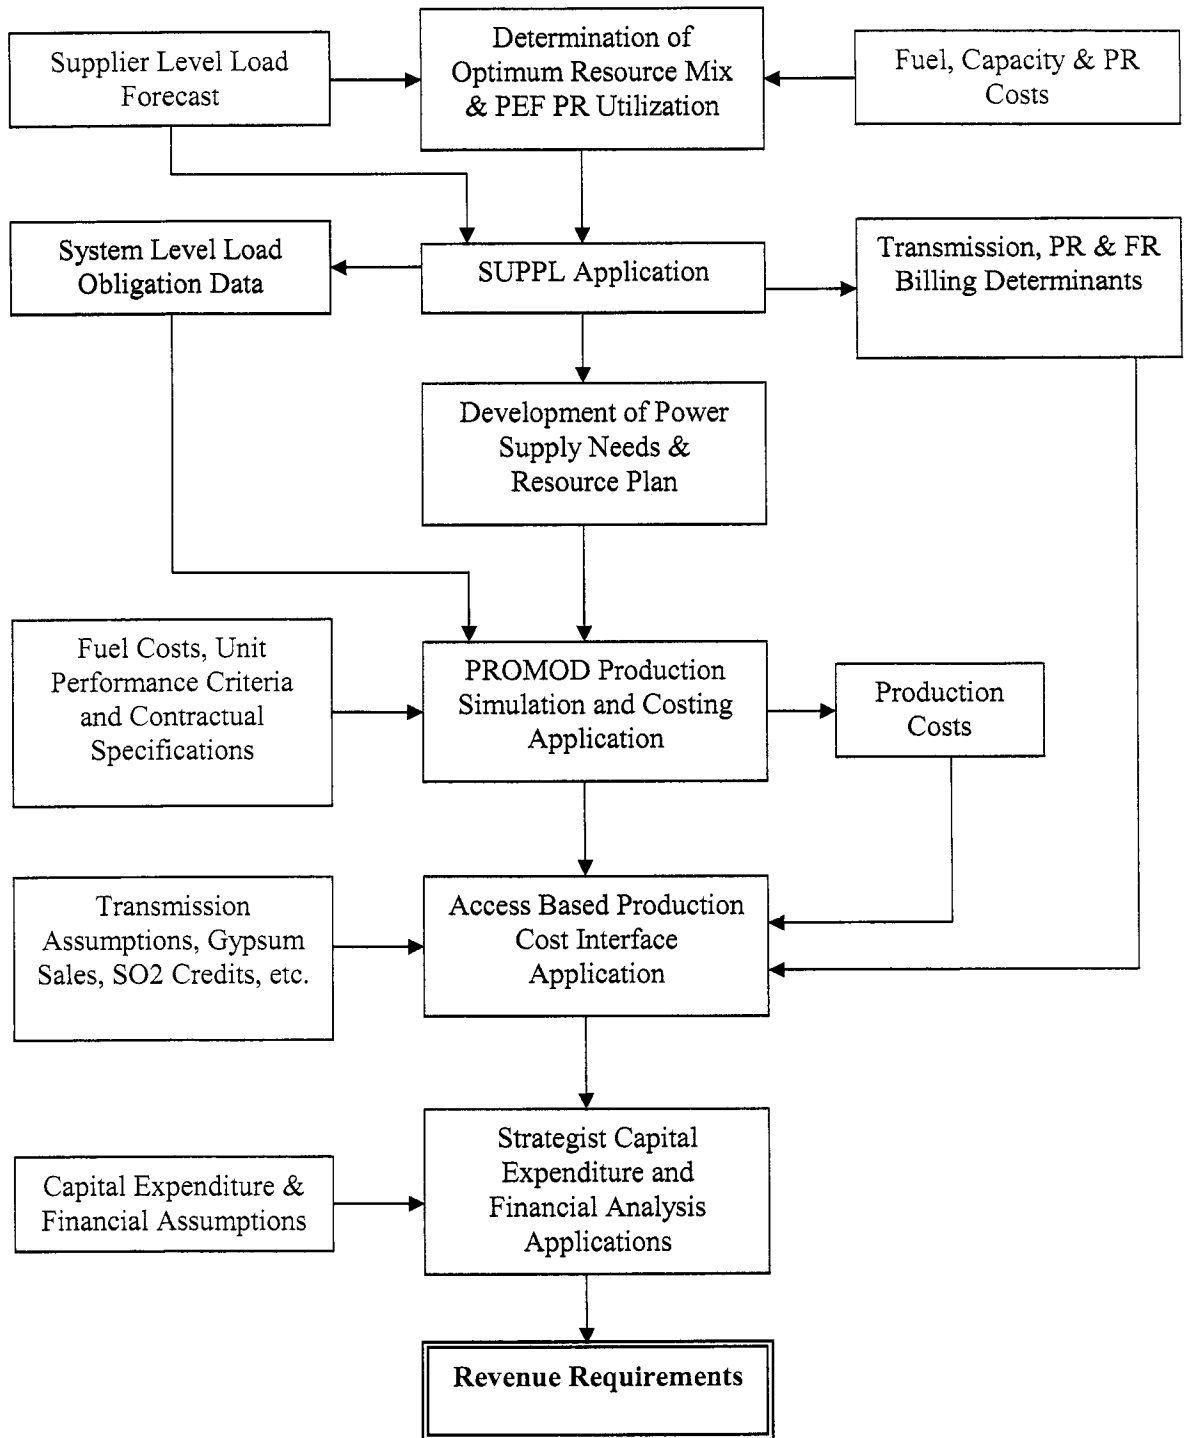 Supplier Level Load
Forecast
Determination of
Optimum Resource Mix
& PEF PR Utilization
Fuel, Capacity & PR
Costs
System Level Load
Obligation Data
SUPPL Application
Transmission, PR & FR
Billing Determinants
Development of Power
Supply Needs &
Resource Plan
Fuel Costs, Unit
Performance Criteria
and Contractual
Specifications
PROMOD Production
Simulation and Costing
Application
Production
Costs
Transmission
Assumptions, Gypsum
Sales, SO2 Credits, etc.
Access Based Production
Cost Interface
Application
Capital Expenditure &
Financial Assumptions
Strategist Capital
Expenditure and
Financial Analysis
Applications
Revenue Requirements